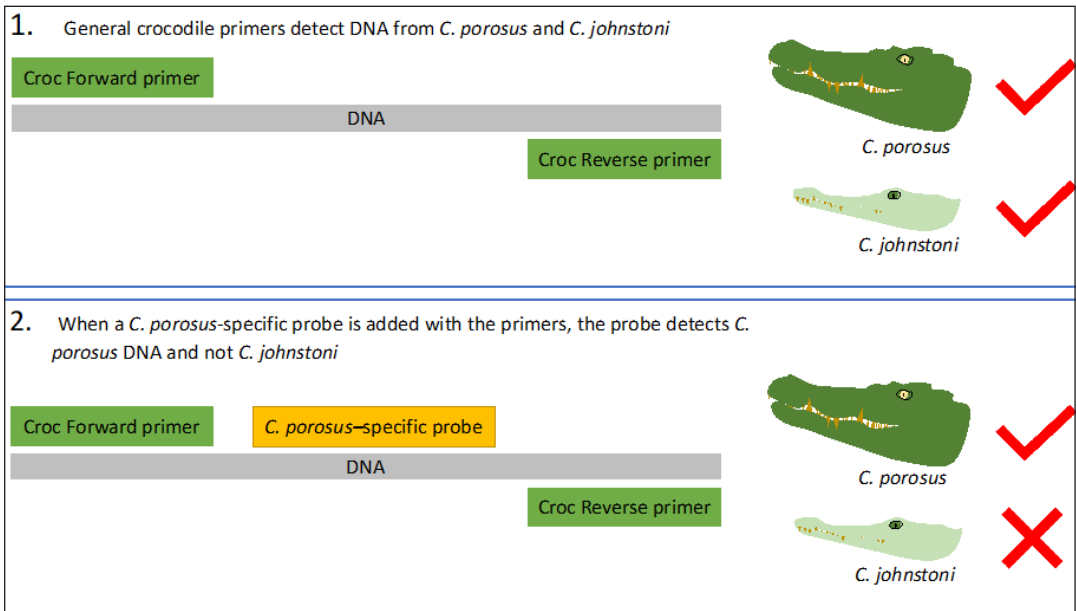 1. General crocodile primers detect DNA from C. porosus and C. johnstoni
Croc Forward primer
DNA
Croc Reverse primer
C. porosus
C. johnstoni
2. When a C. porosus-specific probe is added with the primers, the probe detects C.
porosus DNA and not C. johnstoni
Croc Forward primer
C. porosus–specific probe
DNA
Croc Reverse primer
C. porosus
C. johnstoni